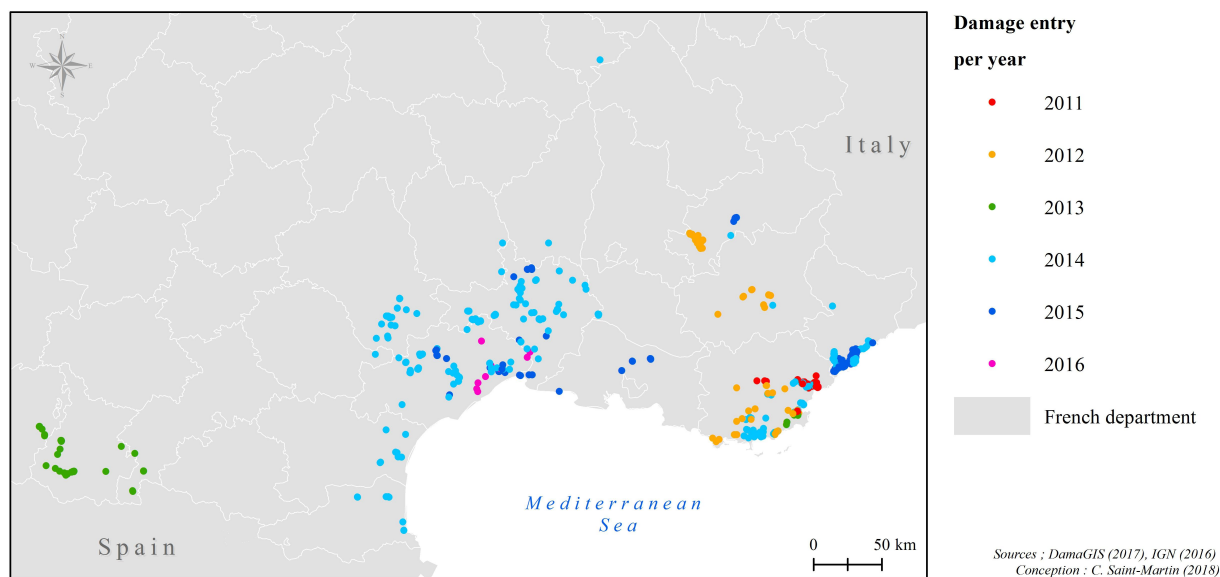 N
W
E
S
Italy
Spain
Mediterranean
Sea
0
50 km
Damage entry
per year
2011
2012
2013
2014
2015
2016
French department
Sources ; DamaGIS (2017), IGN (2016)
Conception : C. Saint-Martin (2018)